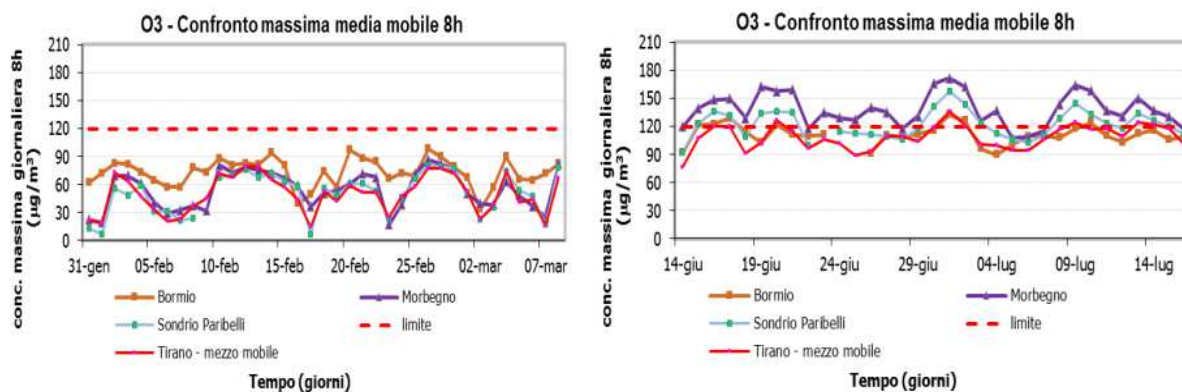 O3 - Confronto massima media mobile 8h
conc. massima giornaliera 8h
(µg/m³)
210
180
150
120
90
60
30
0
31-gen 05-feb 10-feb 15-feb 20-feb 25-feb 02-mar 07-mar
Bormio Morbegno
Sondrio Paribelli limite
Tirano - mezzo mobile
Tempo (giorni)
O3 - Confronto massima media mobile 8h
conc. massima giornaliera 8h
(µg/m³)
210
180
150
120
90
60
30
0
14-giu 19-giu 24-giu 29-giu 04-lug 09-lug 14-lug
Bormio Morbegno
Sondrio Paribelli limite
Tirano - mezzo mobile
Tempo (giorni)